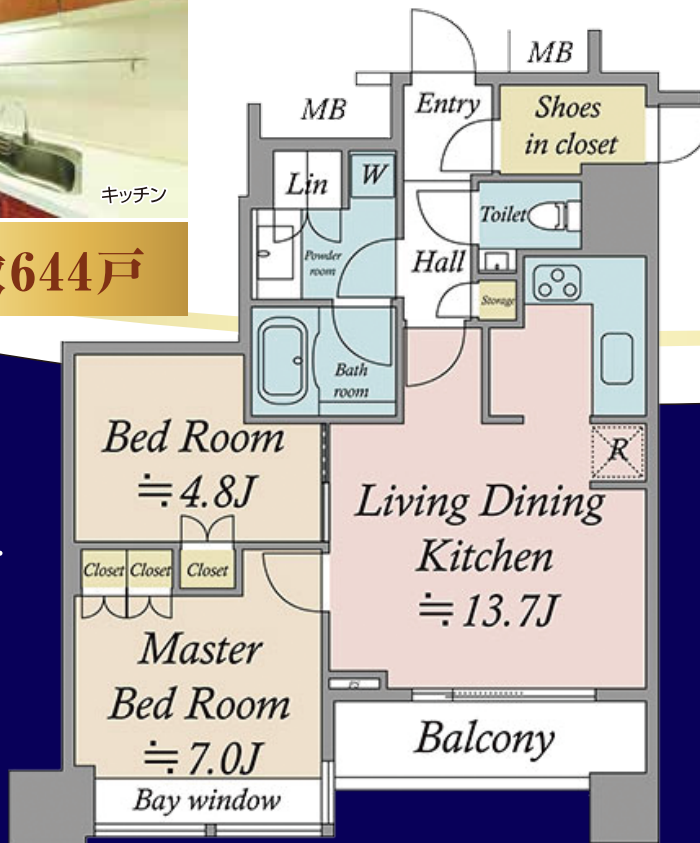 キッチン
644戸
MB
MB
Entry
Shoes
in closet
Lin
W
Toilet
Powder
room
Hall
Storage
Bath
room
Bed Room
≒4.8J
R
Living Dining
Kitchen
≒13.7J
Closet
Closet
Closet
Master
Bed Room
≒7.0J
Balcony
Bay window